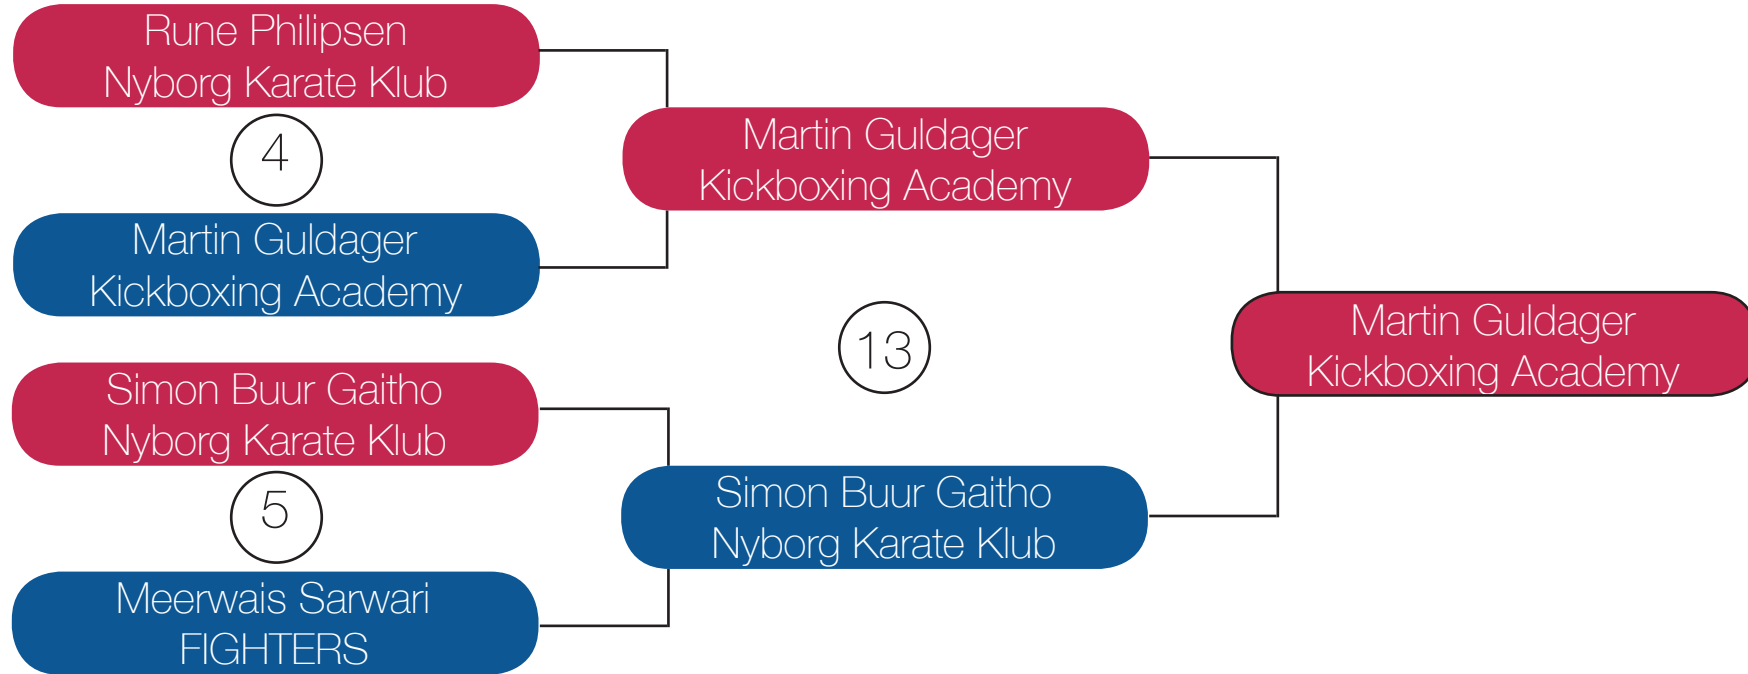 Rune Philipsen
Nyborg Karate Klub
4
Martin Guldager
Kickboxing Academy
Simon Buur Gaitho
Nyborg Karate Klub
5
Meerwais Sarwari
FIGHTERS
Martin Guldager
Kickboxing Academy
13
Simon Buur Gaitho
Nyborg Karate Klub
Martin Guldager
Kickboxing Academy